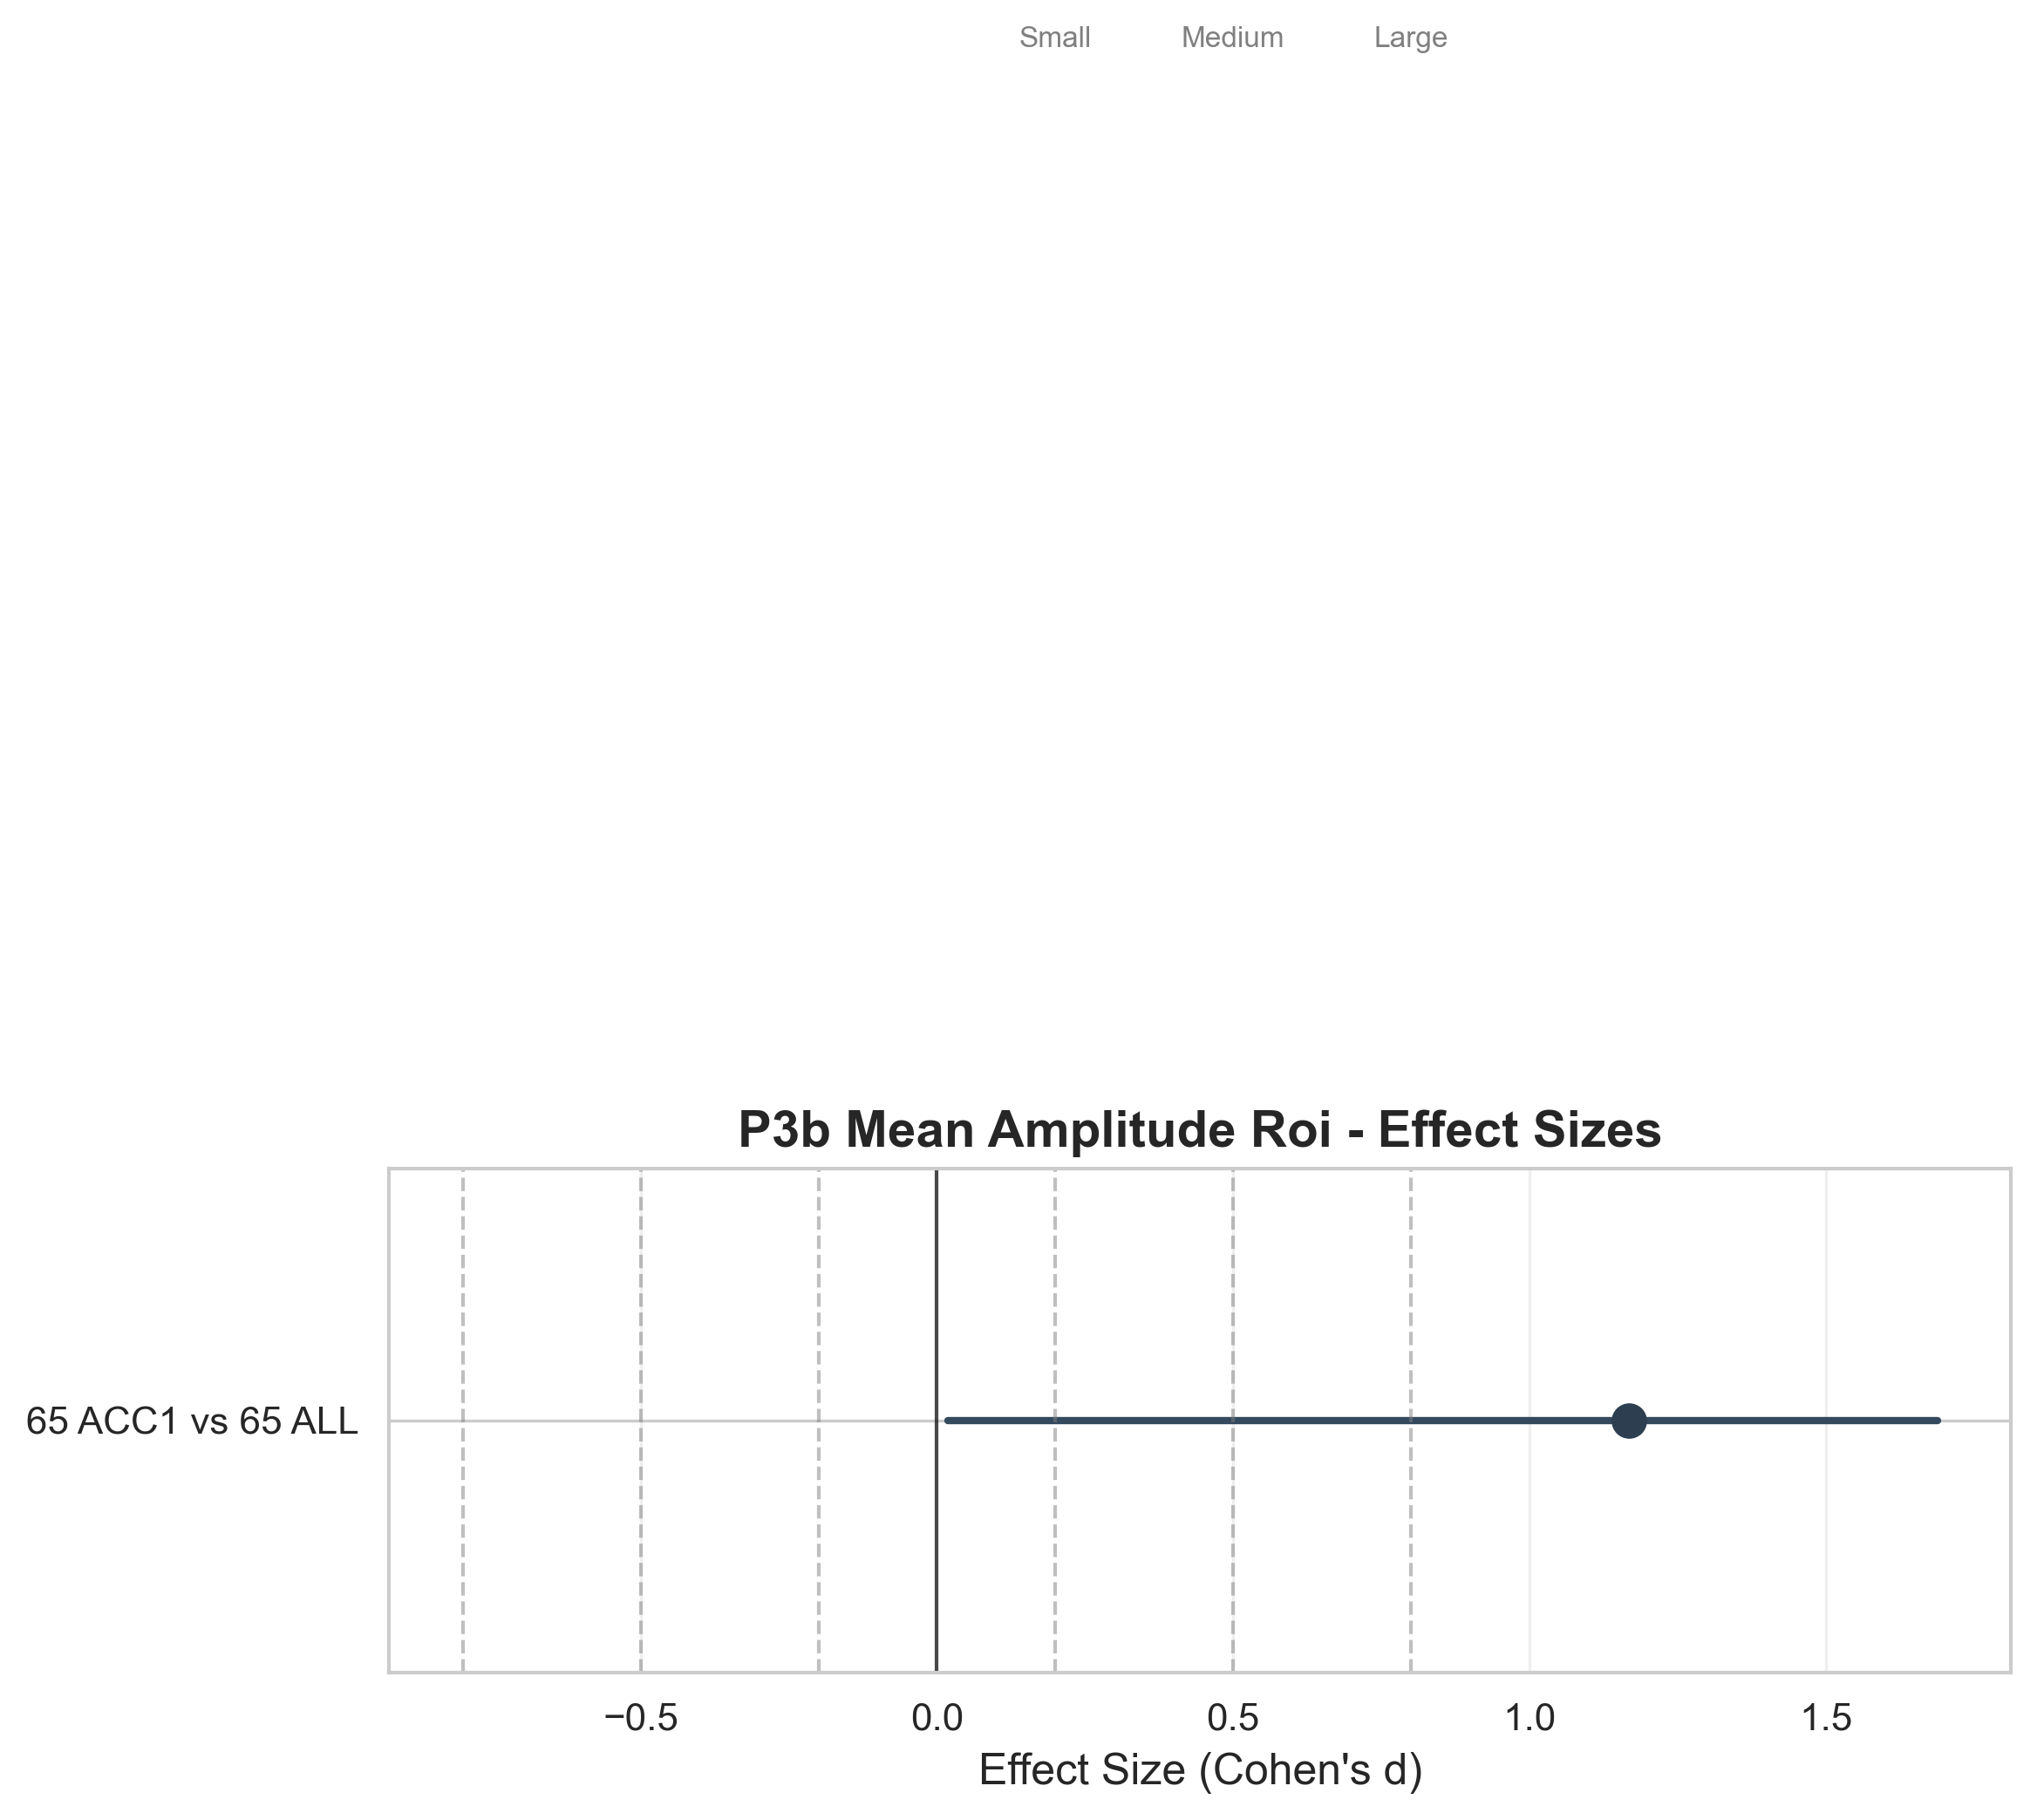 Small Medium Large
P3b Mean Amplitude Roi - Effect Sizes
65 ACC1 vs 65 ALL
−0.5 0.0 0.5 1.0 1.5
Effect Size (Cohen's d)